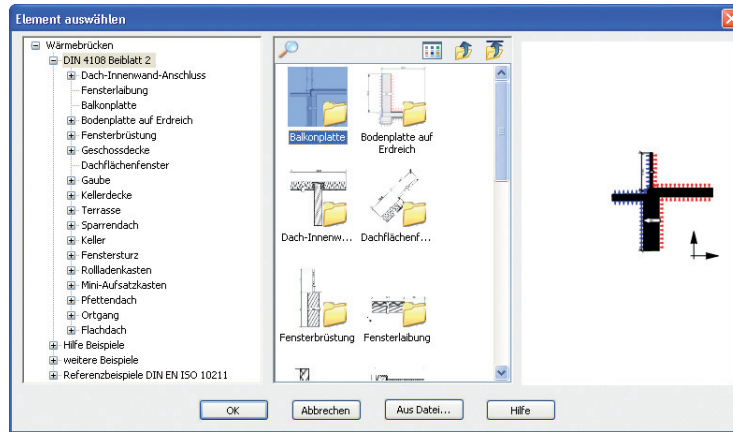 Element auswählen
Wärmebrücken
DIN 4108 Beiblatt 2
Dach-Innenwand-Anschluss
Fensterlaibung
Balkonplatte
Bodenplatte auf Erdreich
Fensterbrüstung
Geschossdecke
Dachflächenfenster
Gaube
Kellerdecke
Terrasse
Sparrendach
Keller
Fenstersturz
Rollladenkasten
Mini-Aufsatzkasten
Pfettendach
Ortgang
Flachdach
Hilfe Beispiele
weitere Beispiele
Referenzbeispiele DIN EN ISO 10211
Balkonplatte
Bodenplatte auf
Erdreich
Dach-Innenw...
Dachflächenf...
Fensterbrüstung
Fensterlaibung
OK
Abbrechen
Aus Datei...
Hilfe